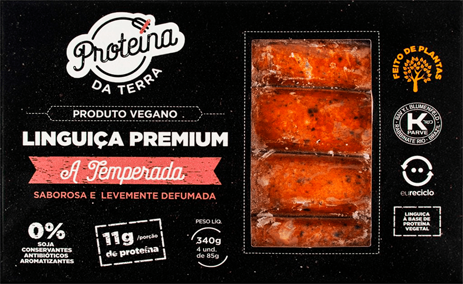 Proteína
DA TERRA
PRODUTO VEGANO
LINGUIÇA PREMIUM
A Temperada
SABOROSA E LEVEMENTE DEFUMADA
0%
SOJA
CONSERVANTES
ANTIBIÓTICOS
AROMATIZANTES
11g /porção
de proteína
PESO LIQ.
340g
4 und.
de 85g
FEITO DE PLANTAS
K
PARVE
eureciclo
LINGUIÇA
À BASE DE
PROTEÍNA
VEGETAL